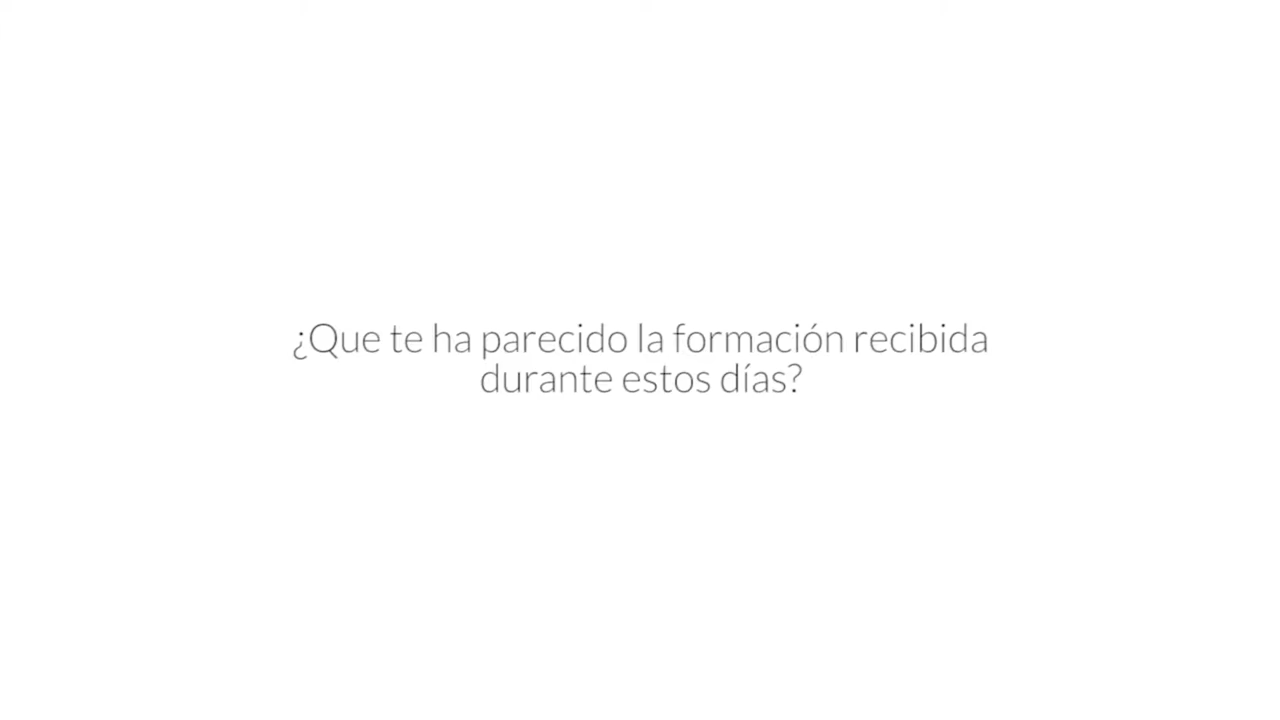 ¿Que te ha parecido la formación recibida
durante estos días?